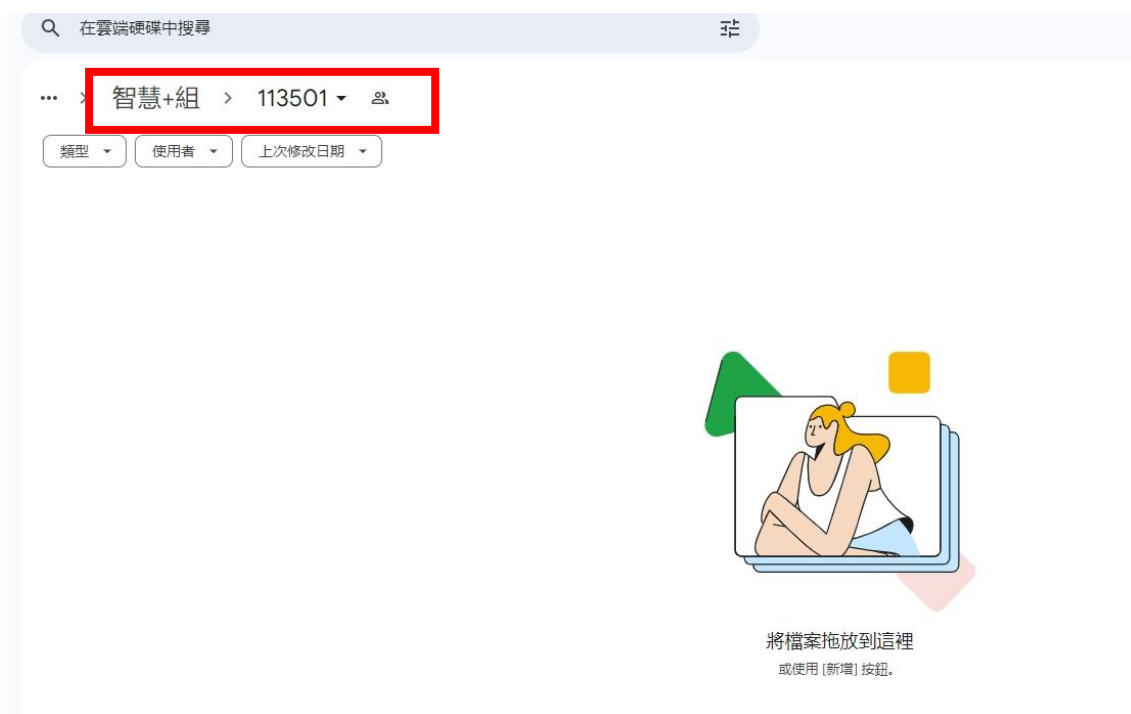 在雲端硬碟中搜尋
••• › 智慧+組 › 113501
類型 使用者 上次修改日期
將檔案拖放到這裡
或使用 [新增] 按鈕。